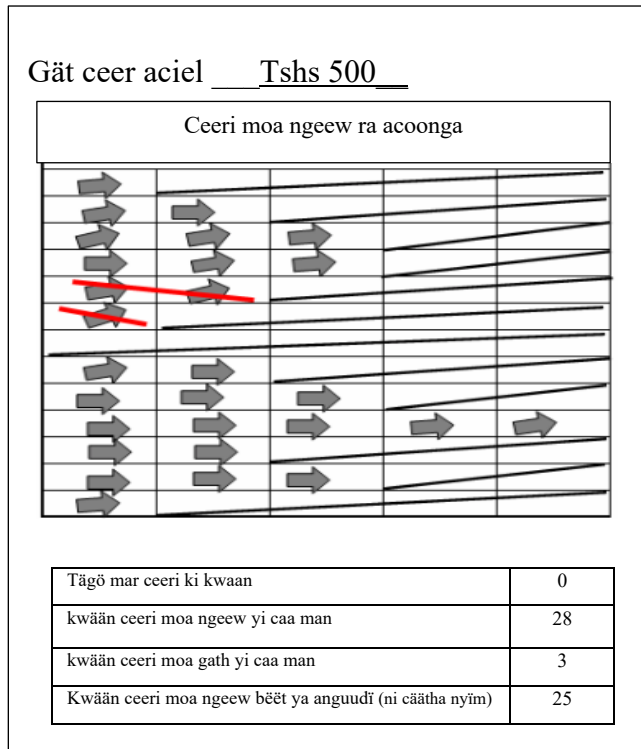 Gät ceer aciel ___Tshs 500__
Ceeri moa ngeew ra acoonga
Tägö mar ceeri ki kwaan 0
kwään ceeri moa ngeew yi caa man 28
kwään ceeri moa gath yi caa man 3
Kwään ceeri moa ngeew bëët ya anguudï (ni cäätha nyïm) 25